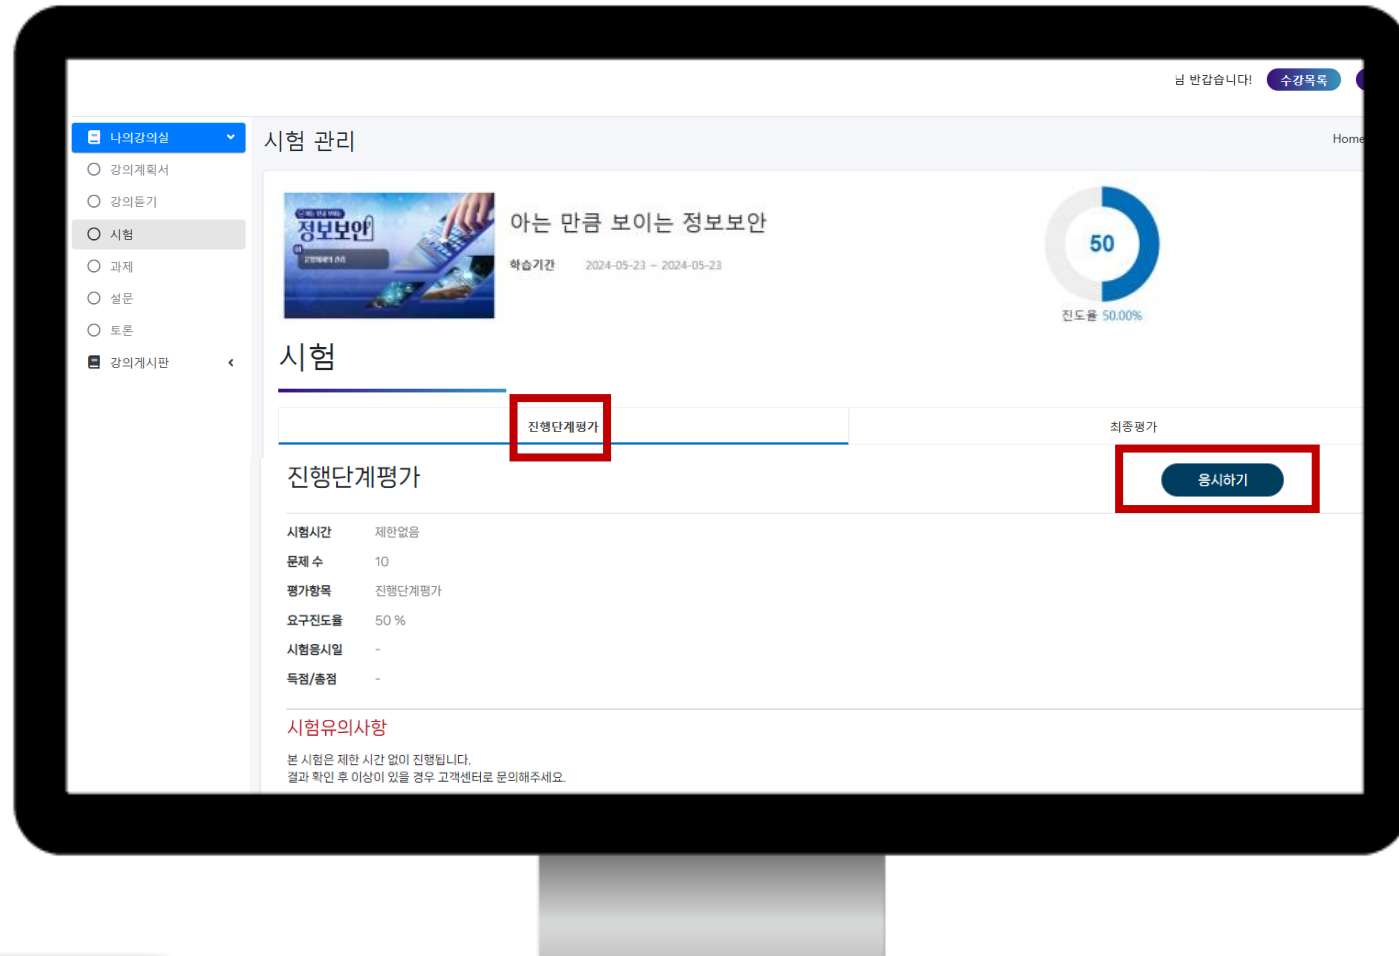 님 반갑습니다! 수강목록
나의강의실
강의계획서
강의듣기
시험
과제
설문
토론
강의게시판
시험 관리
Home
정보보안
아는 만큼 보이는 정보보안
학습기간 2024-05-23 ~ 2024-05-23
50
진도율 50.00%
시험
진행단계평가 최종평가
진행단계평가 응시하기
시험시간 제한없음
문제 수 10
평가항목 진행단계평가
요구진도율 50 %
시험응시일 -
득점/총점 -
시험유의사항
본 시험은 제한 시간 없이 진행됩니다.
결과 확인 후 이상이 있을 경우 고객센터로 문의해주세요.